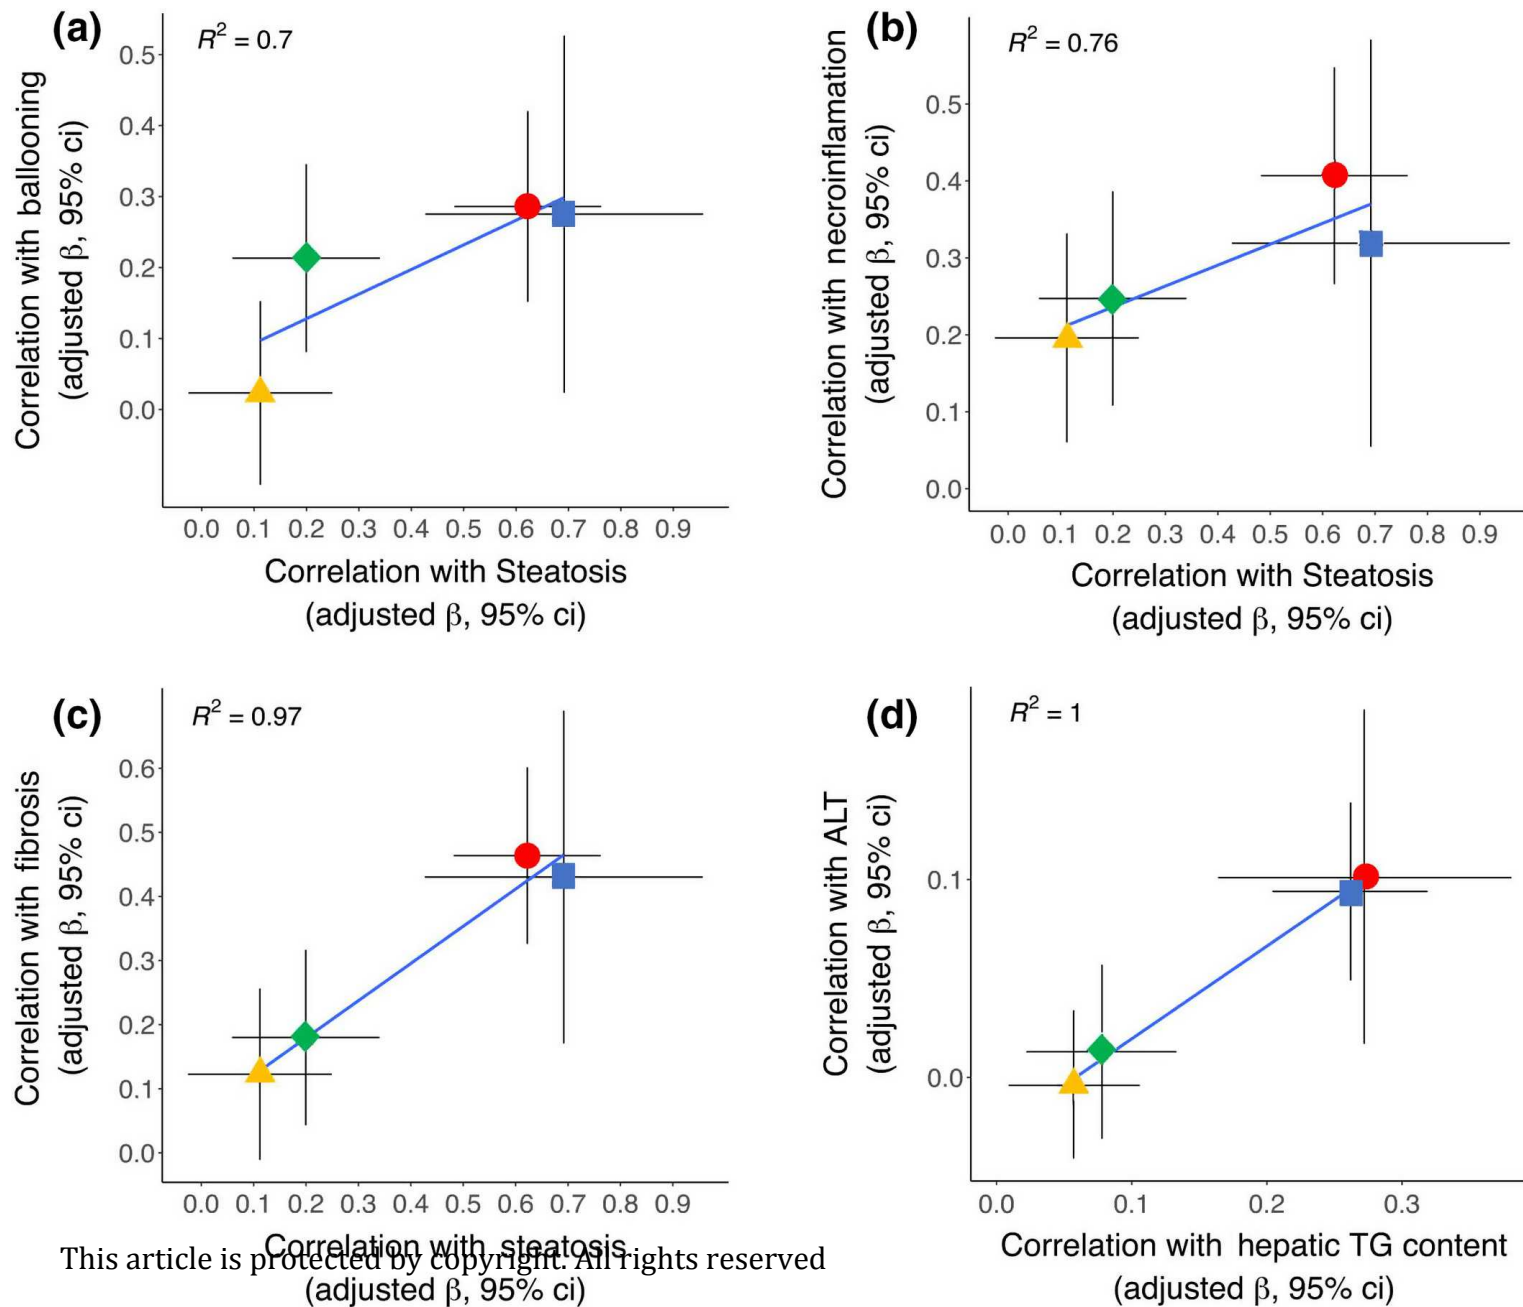 (a)
R2 = 0.7
Correlation with ballooning
(adjusted β, 95% ci)
0.5
0.4
0.3
0.2
0.1
0.0
0.0 0.1 0.2 0.3 0.4 0.5 0.6 0.7 0.8 0.9
Correlation with Steatosis
(adjusted β, 95% ci)
(b)
R2 = 0.76
Correlation with necroinflamation
(adjusted β, 95% ci)
0.5
0.4
0.3
0.2
0.1
0.0
0.0 0.1 0.2 0.3 0.4 0.5 0.6 0.7 0.8 0.9
Correlation with Steatosis
(adjusted β, 95% ci)
(c)
R2 = 0.97
Correlation with fibrosis
(adjusted β, 95% ci)
0.6
0.5
0.4
0.3
0.2
0.1
0.0
0.0 0.1 0.2 0.3 0.4 0.5 0.6 0.7 0.8 0.9
Correlation with steatosis
(adjusted β, 95% ci)
(d)
R2 = 1
Correlation with ALT
(adjusted β, 95% ci)
0.1
0.0
0.0 0.1 0.2 0.3
Correlation with hepatic TG content
(adjusted β, 95% ci)
This article is protected by copyright. All rights reserved